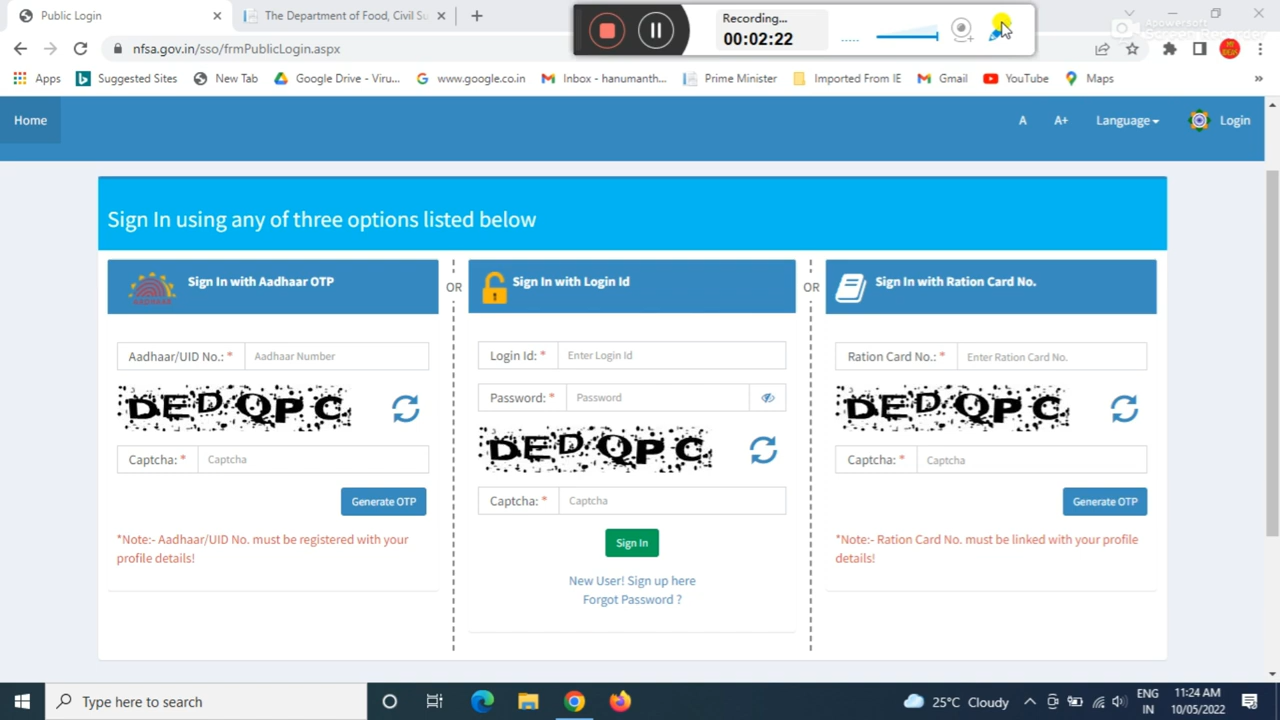 Public Login
The Department of Food, Civil Su
Recording...
00:02:22
Apowersoft
Screen Recorder
nfsa.gov.in/sso/frmPublicLogin.aspx
Apps
Suggested Sites
New Tab
Google Drive - Viru...
www.google.co.in
Inbox - hanumanth...
Prime Minister
Imported From IE
Gmail
YouTube
Maps
»
Home
A
A+
Language
Login
Sign In using any of three options listed below
Sign In with Aadhaar OTP
AADHAAR
Aadhaar/UID No.: *
Aadhaar Number
DEDQPC
Captcha: *
Captcha
Generate OTP
*Note:- Aadhaar/UID No. must be registered with your
profile details!
OR
Sign In with Login Id
Login Id: *
Enter Login Id
Password: *
Password
DEDQPC
Captcha: *
Captcha
Sign In
New User! Sign up here
Forgot Password ?
OR
Sign In with Ration Card No.
Ration Card No.: *
Enter Ration Card No.
DEDQPC
Captcha: *
Captcha
Generate OTP
*Note:- Ration Card No. must be linked with your profile
details!
Type here to search
25°C Cloudy
ENG
IN
11:24 AM
10/05/2022